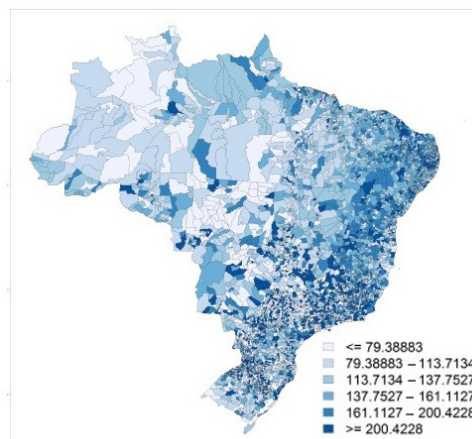 <= 79.38883
79.38883 – 113.7134
113.7134 – 137.7527
137.7527 – 161.1127
161.1127 – 200.4228
>= 200.4228